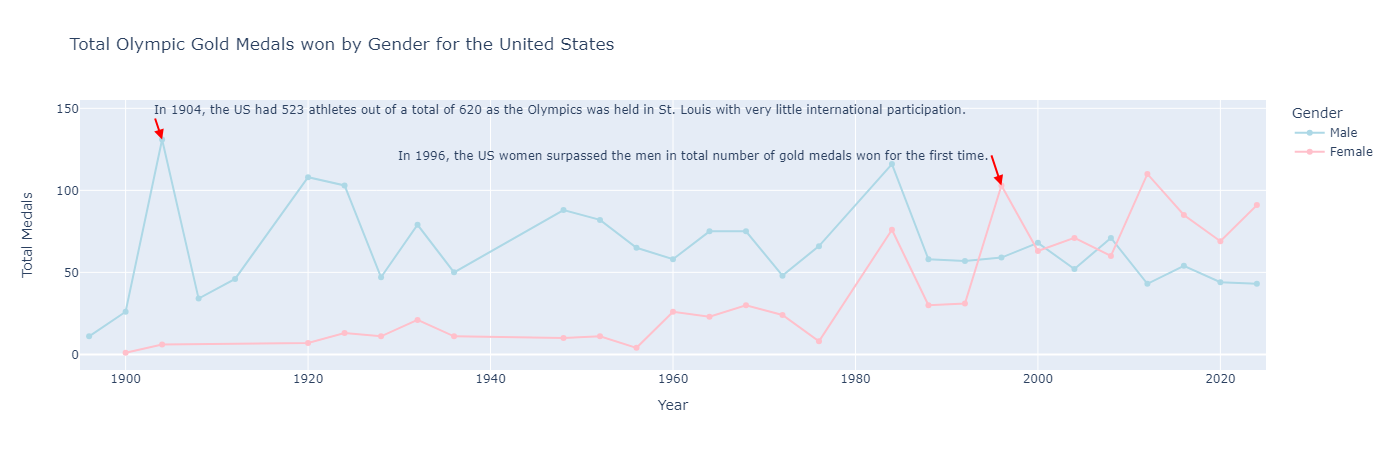 Total Olympic Gold Medals won by Gender for the United States
150
In 1904, the US had 523 athletes out of a total of 620 as the Olympics was held in St. Louis with very little international participation.
Gender
Male
Female
In 1996, the US women surpassed the men in total number of gold medals won for the first time.
100
50
0
Total Medals
1900 1920 1940 1960 1980 2000 2020
Year